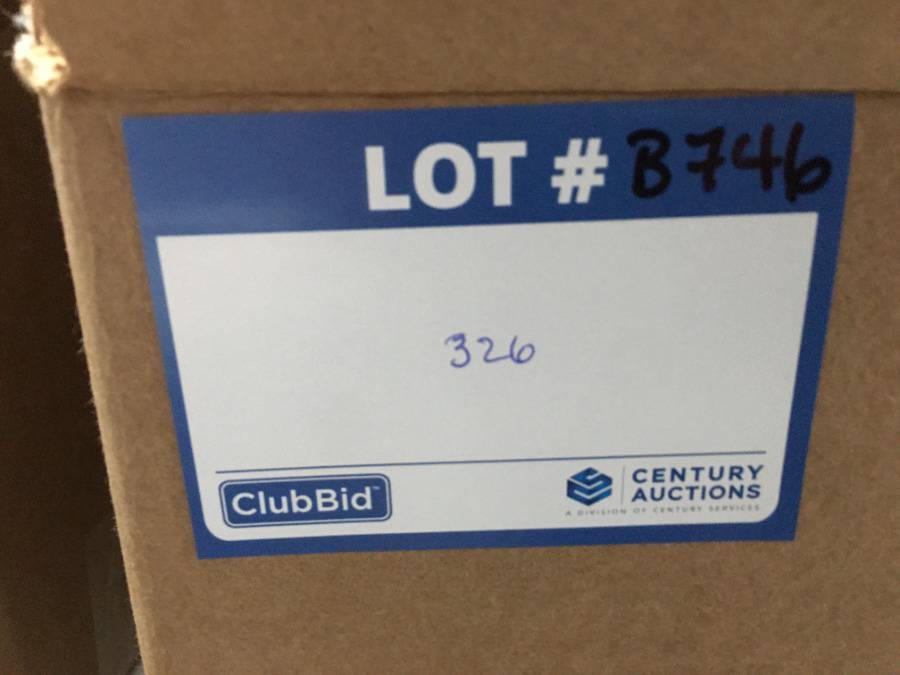 LOT # B746
326
ClubBid™
CENTURY
AUCTIONS
A DIVISION OF CENTURY SERVICES